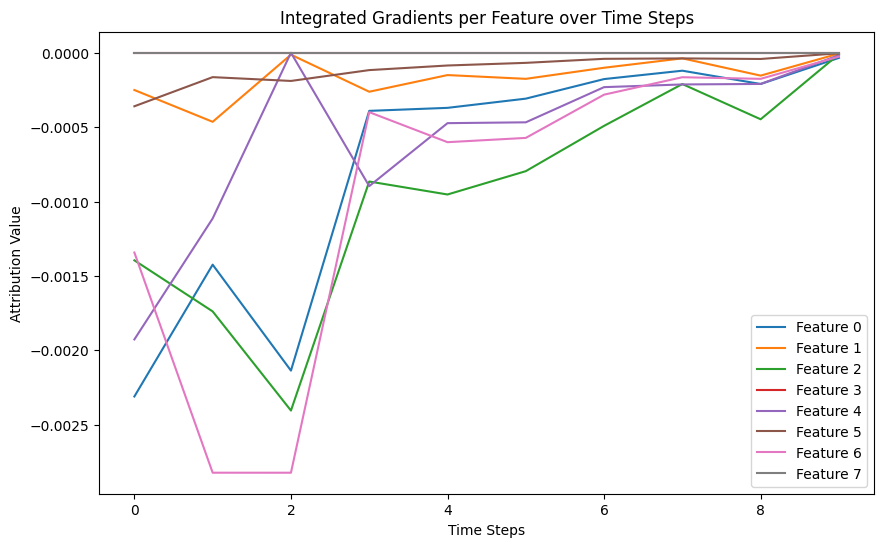 Integrated Gradients per Feature over Time Steps
0.0000
−0.0005
−0.0010
−0.0015
−0.0020
−0.0025
Attribution Value
0 2 4 6 8
Time Steps
Feature 0
Feature 1
Feature 2
Feature 3
Feature 4
Feature 5
Feature 6
Feature 7